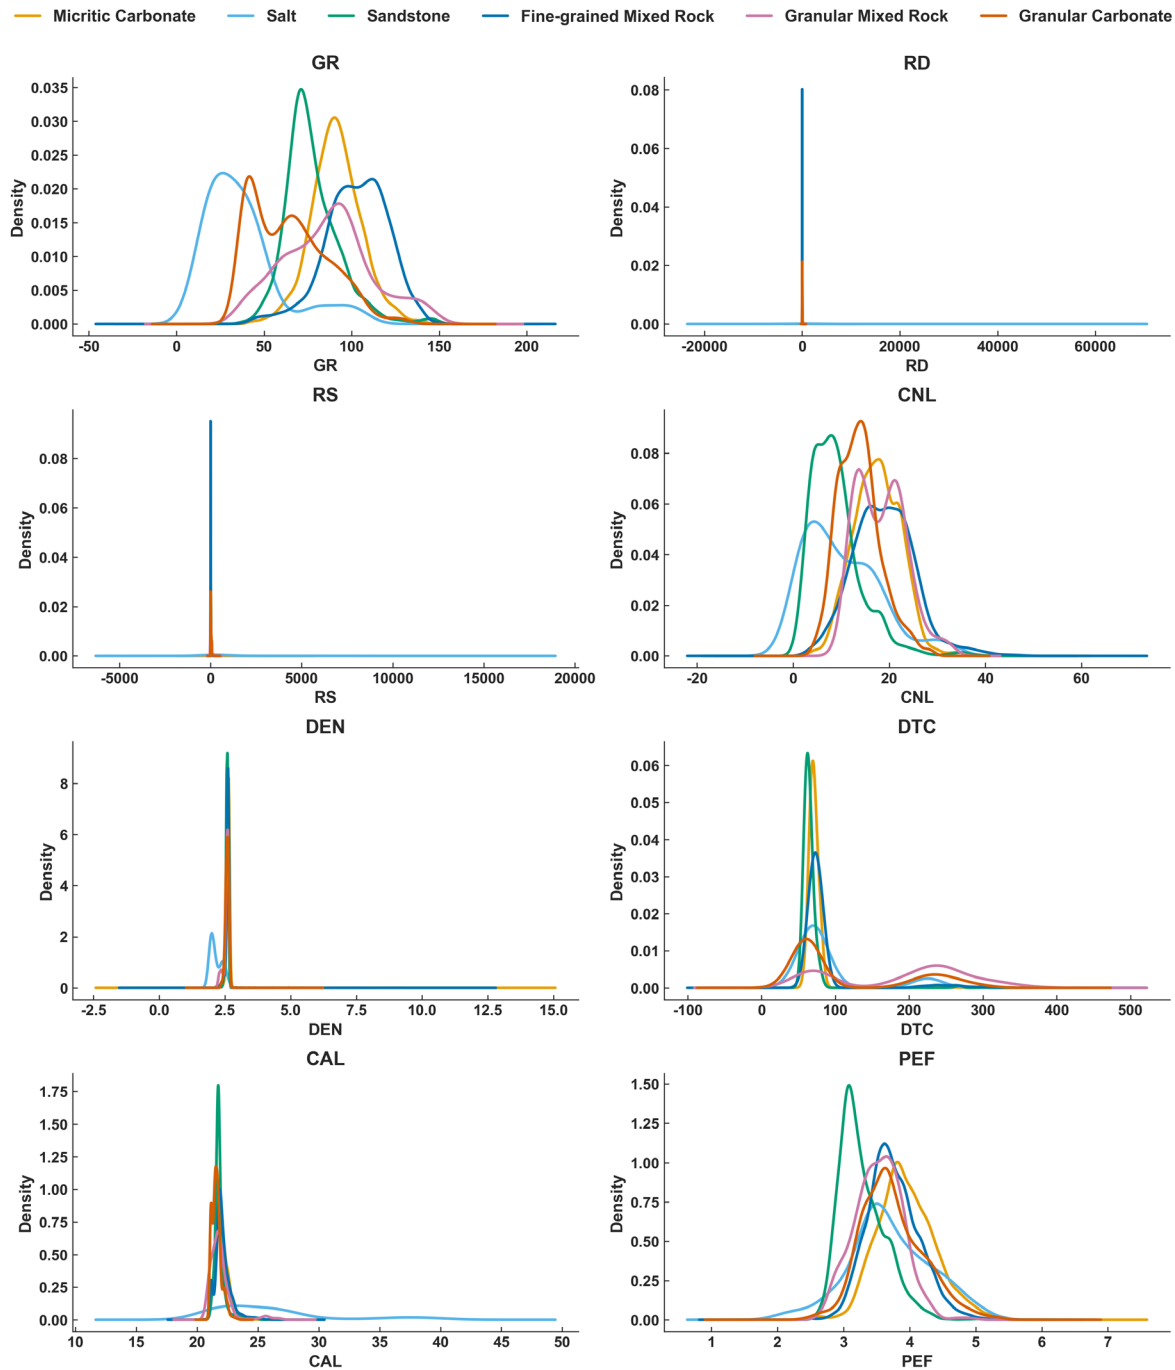 Micritic Carbonate Salt Sandstone Fine-grained Mixed Rock Granular Mixed Rock Granular Carbonate
GR
0.035
0.030
0.025
0.020
0.015
0.010
0.005
0.000
Density
-50 0 50 100 150 200
GR
RD
0.08
0.06
0.04
0.02
0.00
Density
-20000 0 20000 40000 60000
RD
RS
0.08
0.06
0.04
0.02
0.00
Density
-5000 0 5000 10000 15000 20000
RS
CNL
0.08
0.06
0.04
0.02
0.00
Density
-20 0 20 40 60
CNL
DEN
8
6
4
2
0
Density
-2.5 0.0 2.5 5.0 7.5 10.0 12.5 15.0
DEN
DTC
0.06
0.05
0.04
0.03
0.02
0.01
0.00
Density
-100 0 100 200 300 400 500
DTC
CAL
1.75
1.50
1.25
1.00
0.75
0.50
0.25
0.00
Density
10 15 20 25 30 35 40 45 50
CAL
PEF
1.50
1.25
1.00
0.75
0.50
0.25
0.00
Density
1 2 3 4 5 6 7
PEF